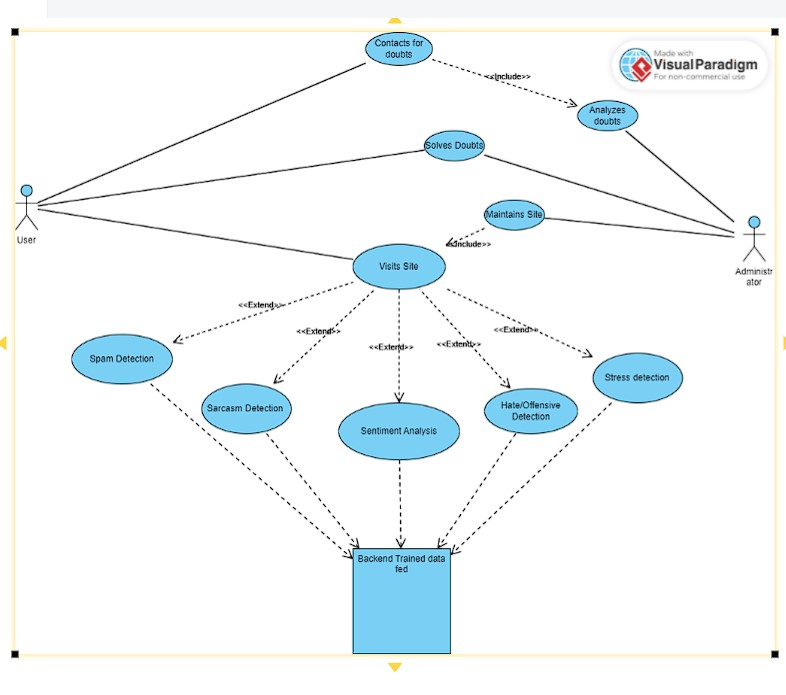 Contacts for
doubts
Made with
VisualParadigm
For non-commercial use
<<Include>>
Analyzes
doubts
Solves Doubts
Maintains Site
User
<<Include>>
Administr
ator
Visits Site
<<Extend>>
<<Extend>>
<<Extend>>
<<Extend>>
<<Extend>>
Spam Detection
Stress detection
Sarcasm Detection
Hate/Offensive
Detection
Sentiment Analysis
Backend Trained data
fed